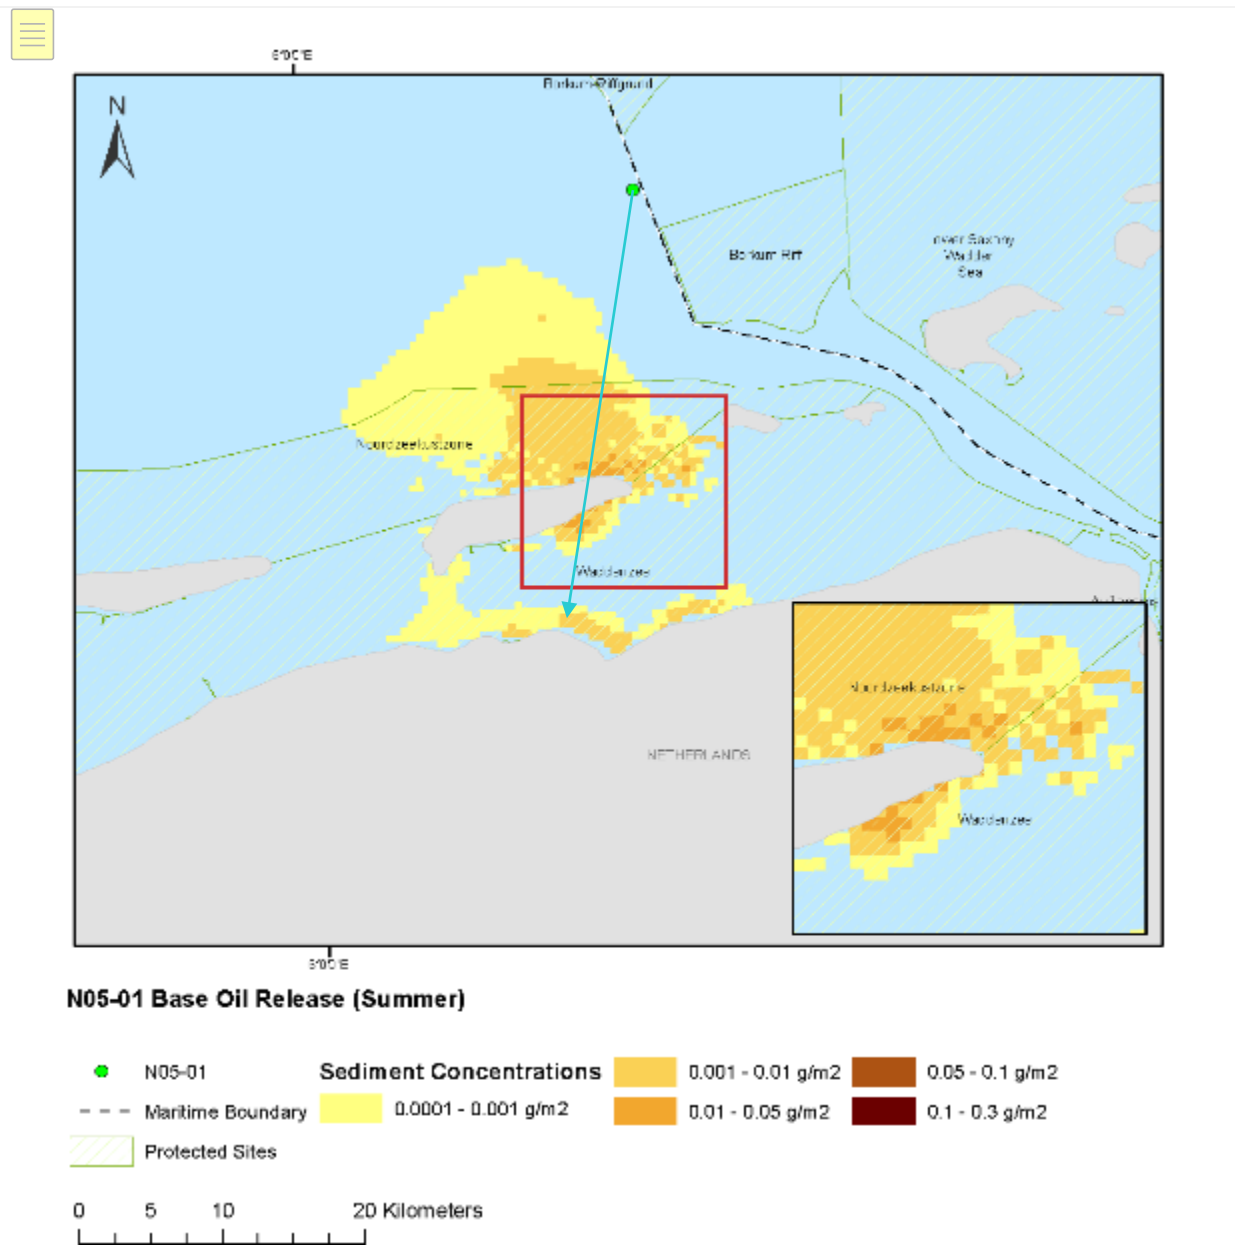 N
Borkum-Riffgrund
Borkum Riff
Wadden
Sea
Noordzeekustzone
Waddenzee
NETHERLANDS
Noordzeekustzone
Waddenzee
N05-01 Base Oil Release (Summer)
N05-01
Maritime Boundary
Protected Sites
Sediment Concentrations
0.0001 - 0.001 g/m2
0.001 - 0.01 g/m2
0.01 - 0.05 g/m2
0.05 - 0.1 g/m2
0.1 - 0.3 g/m2
0 5 10 20 Kilometers